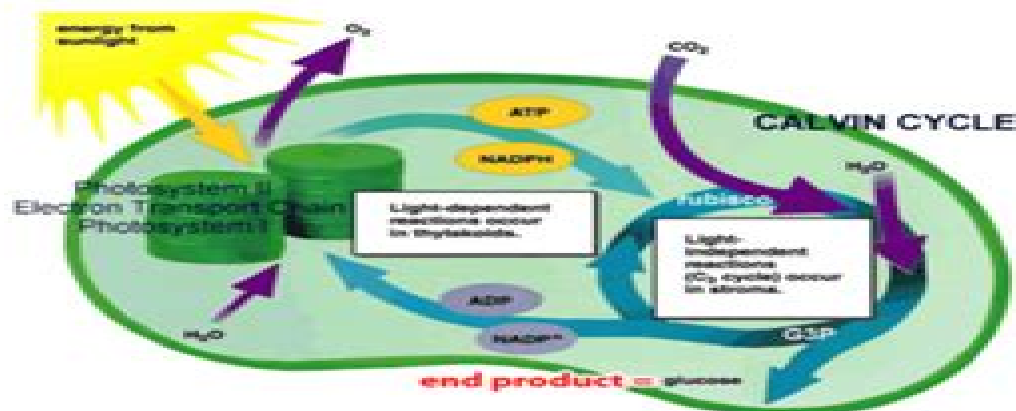 energy from
sunlight
O₂
CO₂
ATP
CALVIN CYCLE
NADPH
H₂O
Photosystem II
Electron Transport Chain
Photosystem I
rubisco
Light-dependent
reactions occur
in thylakoids.
Light-
independent
reactions
(C₃ cycle) occur
in stroma.
ADP
H₂O
NADP⁺
G3P
end product = glucose